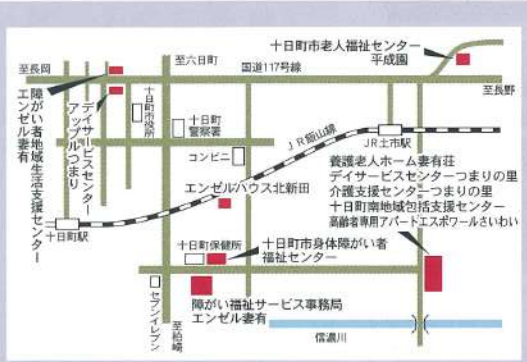 十日町市老人福祉センター
平成園
至六日町
国道117号線
至長岡
至長野
障がい者地域生活支援センター
エンゼル妻有
デイサービスセンター
アップルつまり
十日町市役所
十日町
警察署
コンビニ
JR飯山線
JR土市駅
養護老人ホーム妻有荘
デイサービスセンターつまりの里
介護支援センターつまりの里
十日町南地域包括支援センター
高齢者専用アパートエスポワールさいわい
エンゼルハウス北新田
十日町駅
十日町保健所
十日町市身体障がい者
福祉センター
セブンイレブン
至柏崎
障がい福祉サービス事務局
エンゼル妻有
信濃川